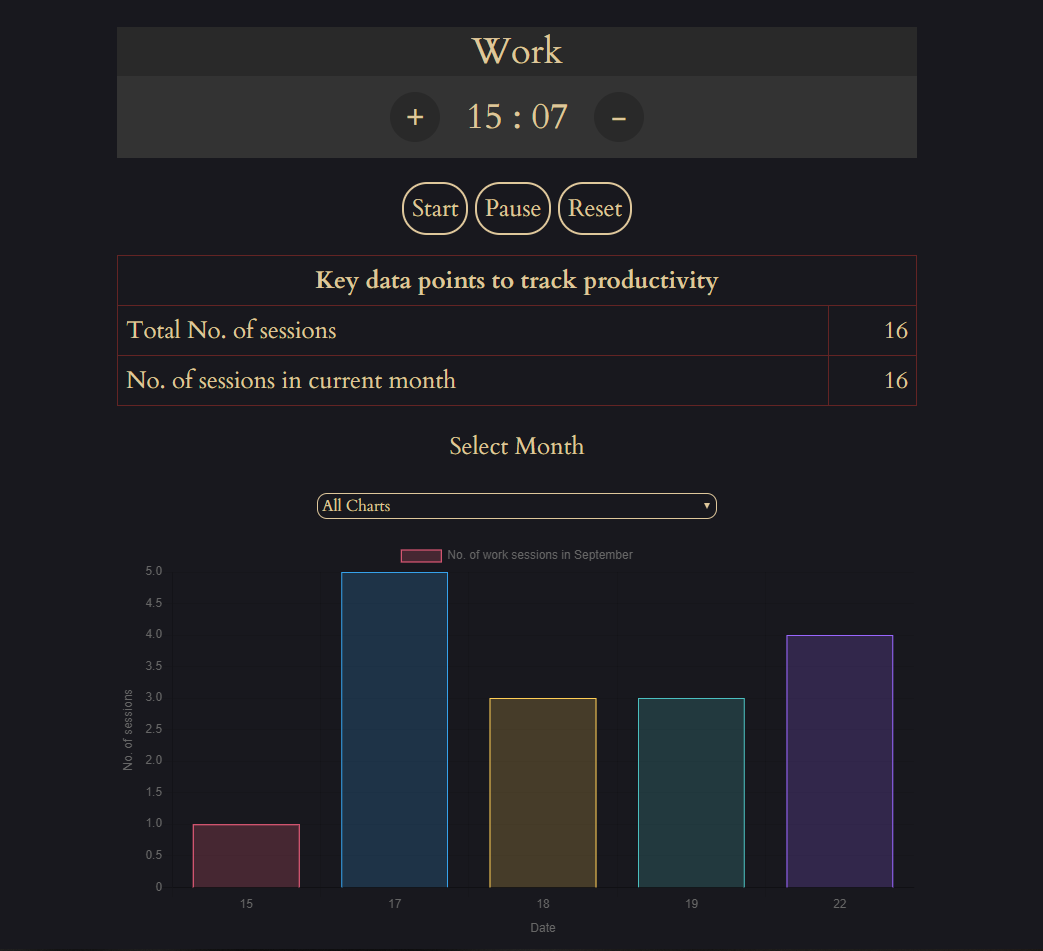 Work
+ 15 : 07 -
Start Pause Reset
Key data points to track productivity
Total No. of sessions 16
No. of sessions in current month 16
Select Month
All Charts
No. of work sessions in September
5.0
4.5
4.0
3.5
3.0
2.5
2.0
1.5
1.0
0.5
0
No. of sessions
15 17 18 19 22
Date